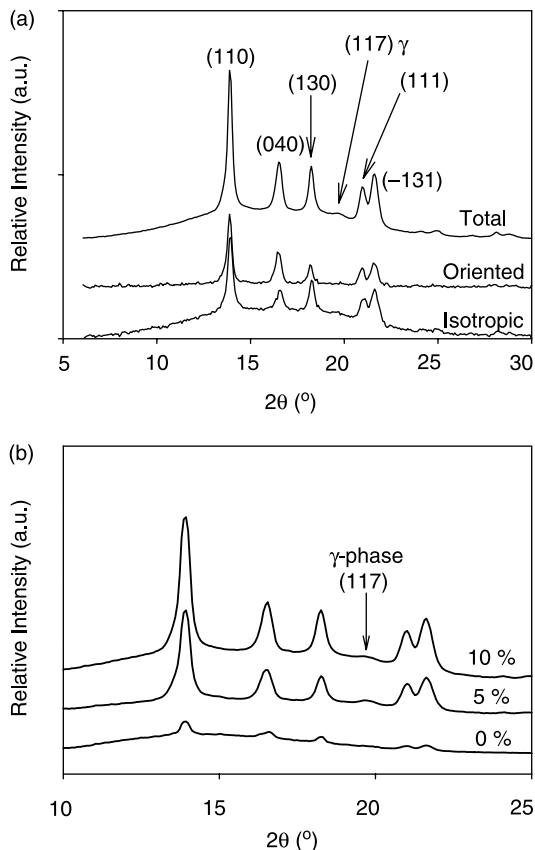 (a)
Relative Intensity (a.u.)
(110)
(040)
(130)
(117) γ
(111)
(−131)
Total
Oriented
Isotropic
5 10 15 20 25 30
2θ (o)
(b)
Relative Intensity (a.u.)
γ-phase
(117)
10 %
5 %
0 %
10 15 20 25
2θ (o)